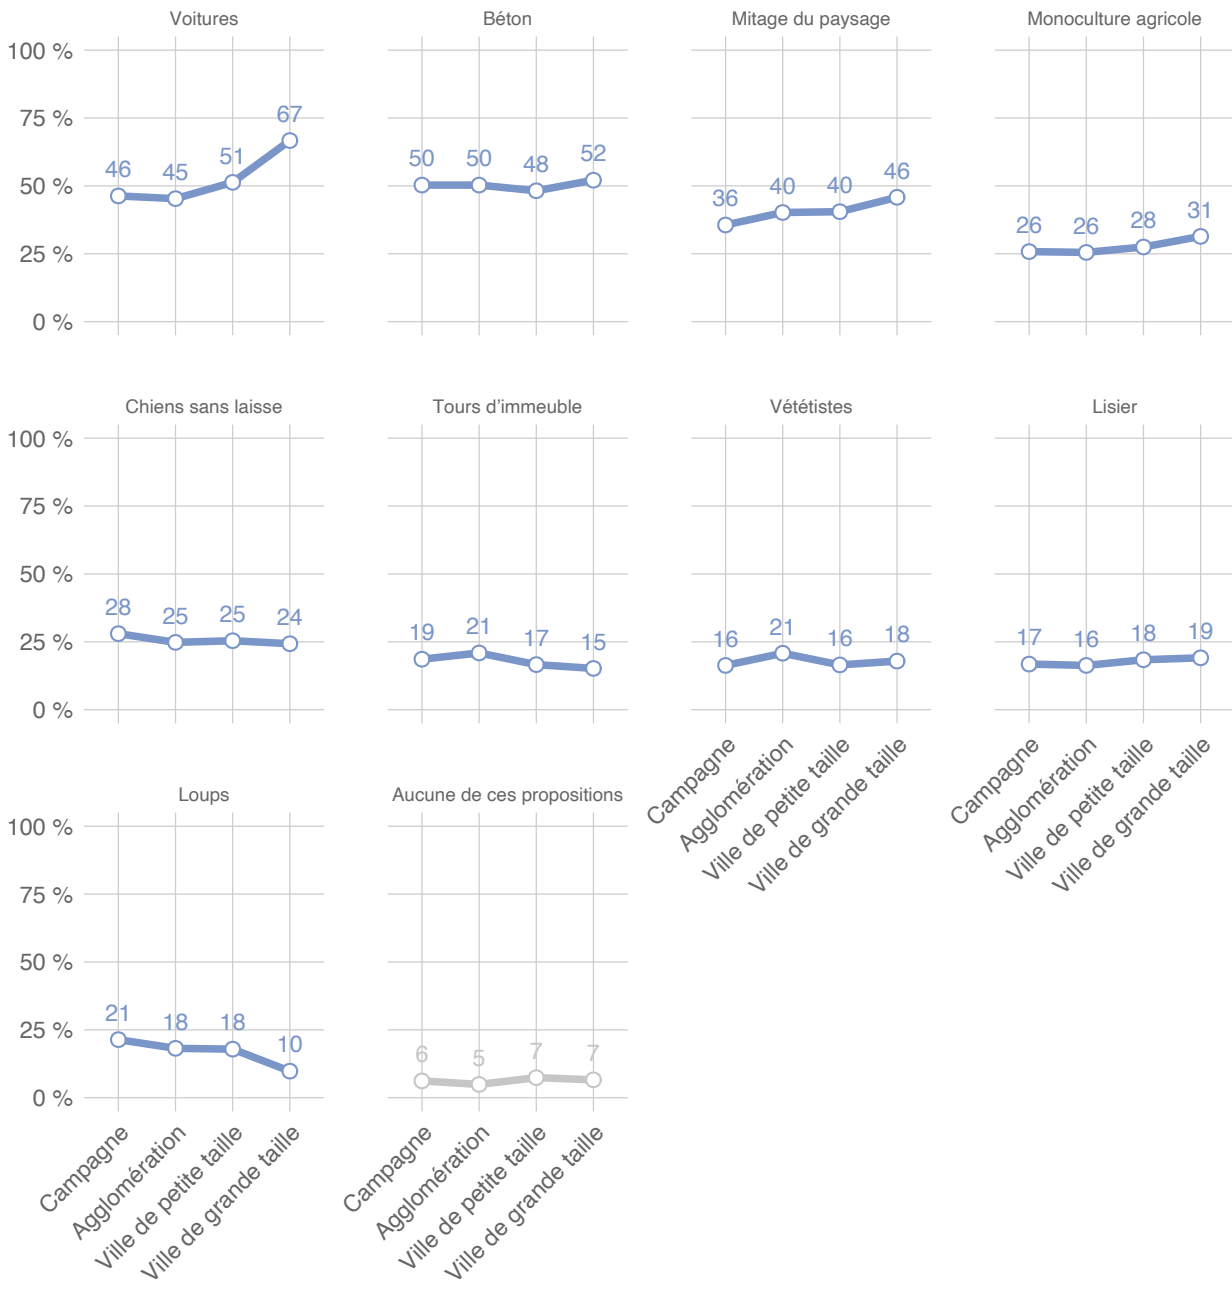 Voitures
Béton
Mitage du paysage
Monoculture agricole
100 %
75 %
50 %
25 %
0 %
46 45 51 67
50 50 48 52
36 40 40 46
26 26 28 31
Chiens sans laisse
Tours d’immeuble
Vététistes
Lisier
100 %
75 %
50 %
25 %
0 %
28 25 25 24
19 21 17 15
16 21 16 18
17 16 18 19
Campagne
Agglomération
Ville de petite taille
Ville de grande taille
Campagne
Agglomération
Ville de petite taille
Ville de grande taille
Loups
Aucune de ces propositions
100 %
75 %
50 %
25 %
0 %
21 18 18 10
6 5 7 7
Campagne
Agglomération
Ville de petite taille
Ville de grande taille
Campagne
Agglomération
Ville de petite taille
Ville de grande taille